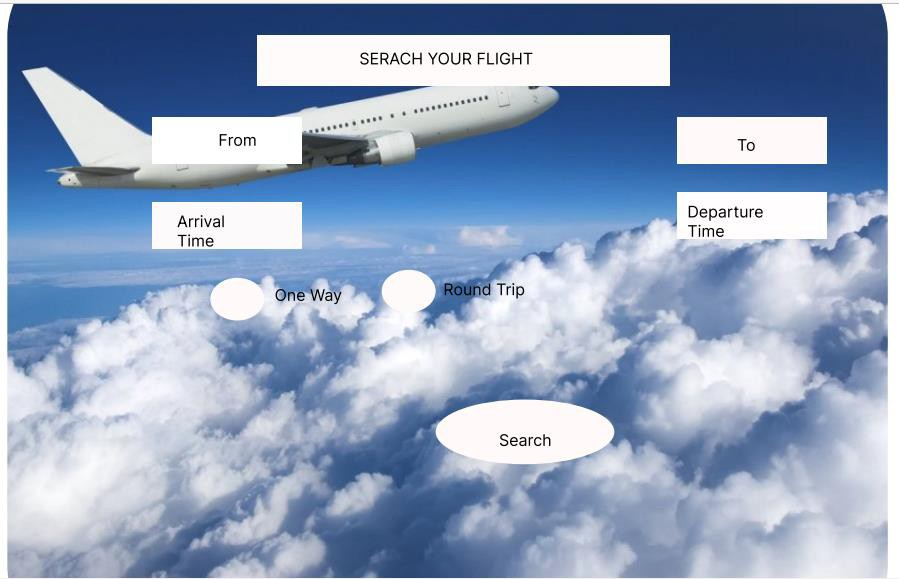 SERACH YOUR FLIGHT
From
To
Arrival
Time
Departure
Time
One Way
Round Trip
Search